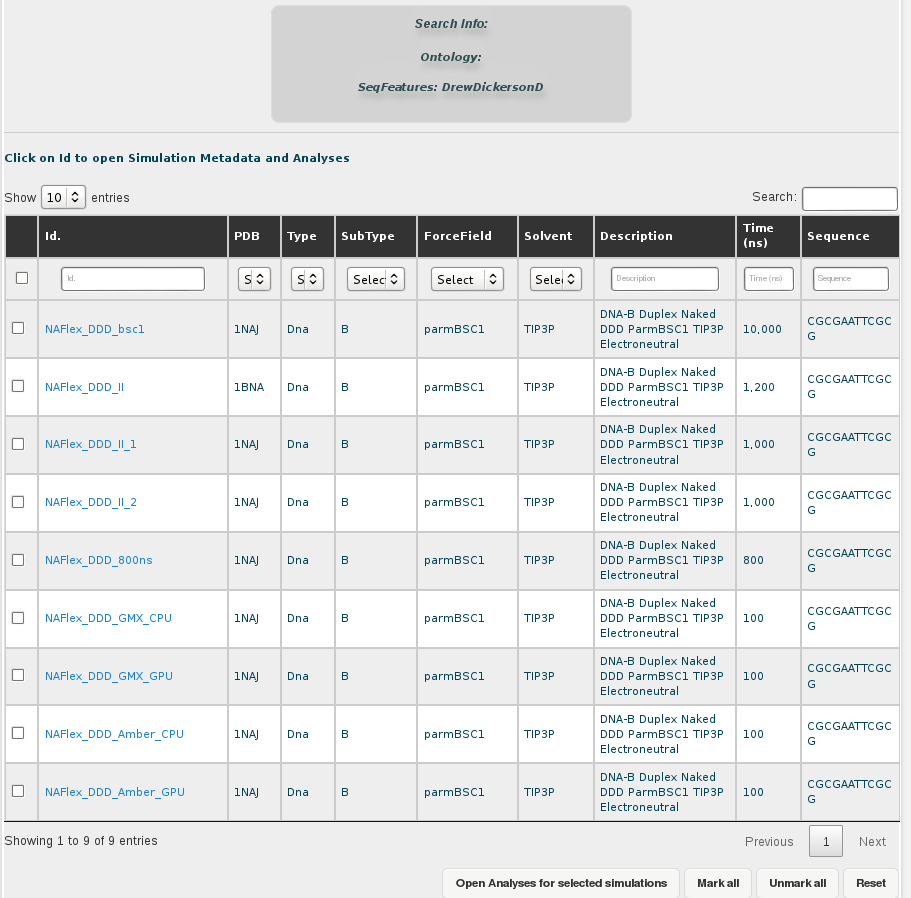 Search Info:
Ontology:
SeqFeatures: DrewDickersonD
Click on Id to open Simulation Metadata and Analyses
Show 10 entries Search:
Id. PDB Type SubType ForceField Solvent Description Time (ns) Sequence
Id. S S Selec Select Sele Description Time (ns) Sequence
NAFlex_DDD_bsc1 1NAJ Dna B parmBSC1 TIP3P DNA-B Duplex Naked DDD ParmBSC1 TIP3P Electroneutral 10,000 CGCGAATTCGCG
NAFlex_DDD_II 1BNA Dna B parmBSC1 TIP3P DNA-B Duplex Naked DDD ParmBSC1 TIP3P Electroneutral 1,200 CGCGAATTCGCG
NAFlex_DDD_II_1 1NAJ Dna B parmBSC1 TIP3P DNA-B Duplex Naked DDD ParmBSC1 TIP3P Electroneutral 1,000 CGCGAATTCGCG
NAFlex_DDD_II_2 1NAJ Dna B parmBSC1 TIP3P DNA-B Duplex Naked DDD ParmBSC1 TIP3P Electroneutral 1,000 CGCGAATTCGCG
NAFlex_DDD_800ns 1NAJ Dna B parmBSC1 TIP3P DNA-B Duplex Naked DDD ParmBSC1 TIP3P Electroneutral 800 CGCGAATTCGCG
NAFlex_DDD_GMX_CPU 1NAJ Dna B parmBSC1 TIP3P DNA-B Duplex Naked DDD ParmBSC1 TIP3P Electroneutral 100 CGCGAATTCGCG
NAFlex_DDD_GMX_GPU 1NAJ Dna B parmBSC1 TIP3P DNA-B Duplex Naked DDD ParmBSC1 TIP3P Electroneutral 100 CGCGAATTCGCG
NAFlex_DDD_Amber_CPU 1NAJ Dna B parmBSC1 TIP3P DNA-B Duplex Naked DDD ParmBSC1 TIP3P Electroneutral 100 CGCGAATTCGCG
NAFlex_DDD_Amber_GPU 1NAJ Dna B parmBSC1 TIP3P DNA-B Duplex Naked DDD ParmBSC1 TIP3P Electroneutral 100 CGCGAATTCGCG
Showing 1 to 9 of 9 entries Previous 1 Next
Open Analyses for selected simulations Mark all Unmark all Reset